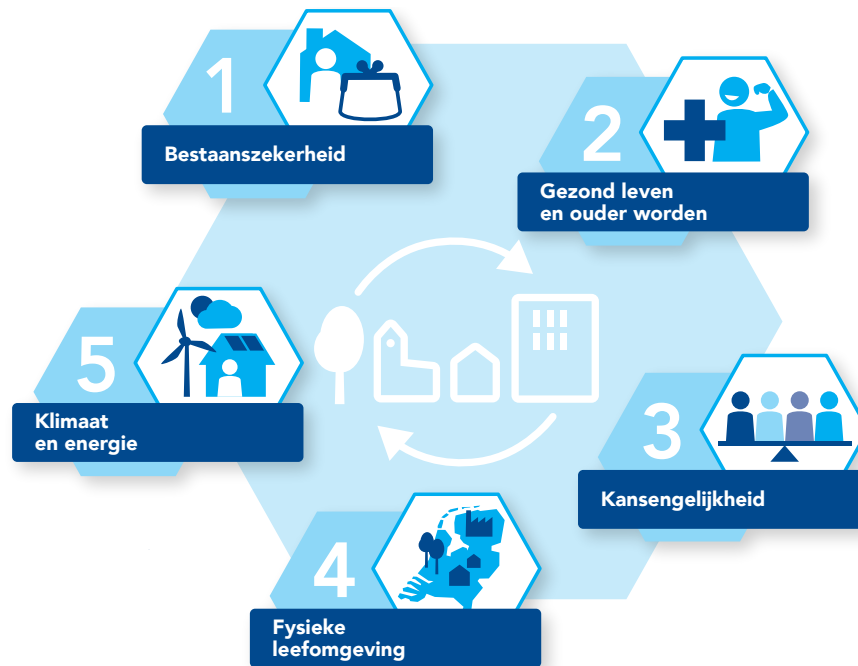 1
Bestaanszekerheid
2
Gezond leven
en ouder worden
3
Kansengelijkheid
4
Fysieke
leefomgeving
5
Klimaat
en energie